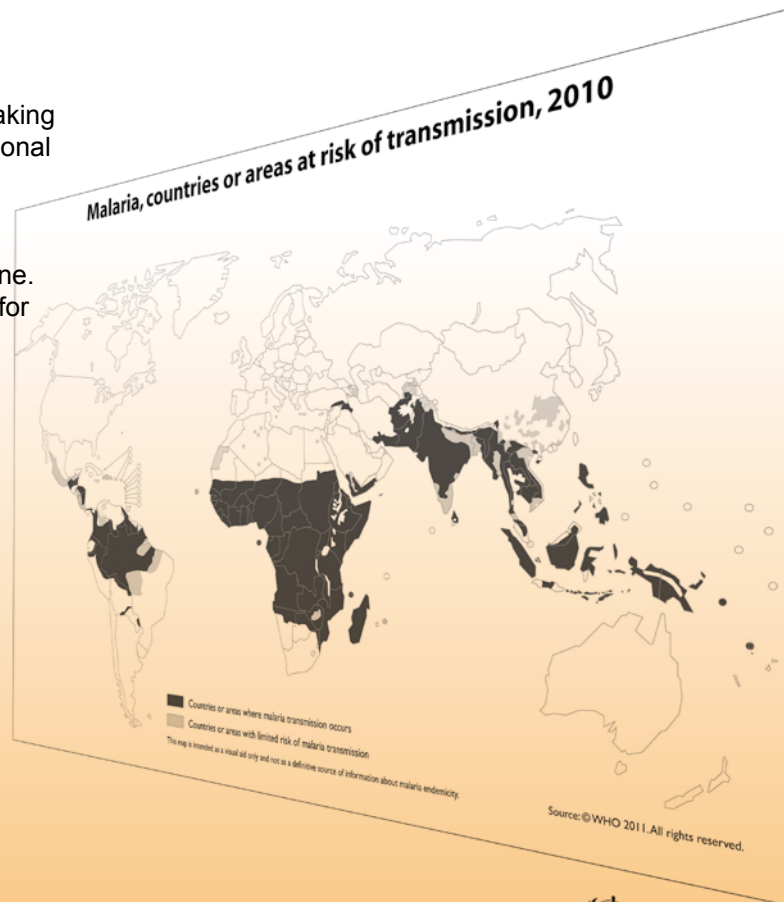 aking
onal
ne.
for
Malaria, countries or areas at risk of transmission, 2010
Countries or areas where malaria transmission occurs
Countries or areas with limited risk of malaria transmission
This map is intended as a visual aid only and not as a definitive source of information about malaria endemicity.
Source: © WHO 2011. All rights reserved.